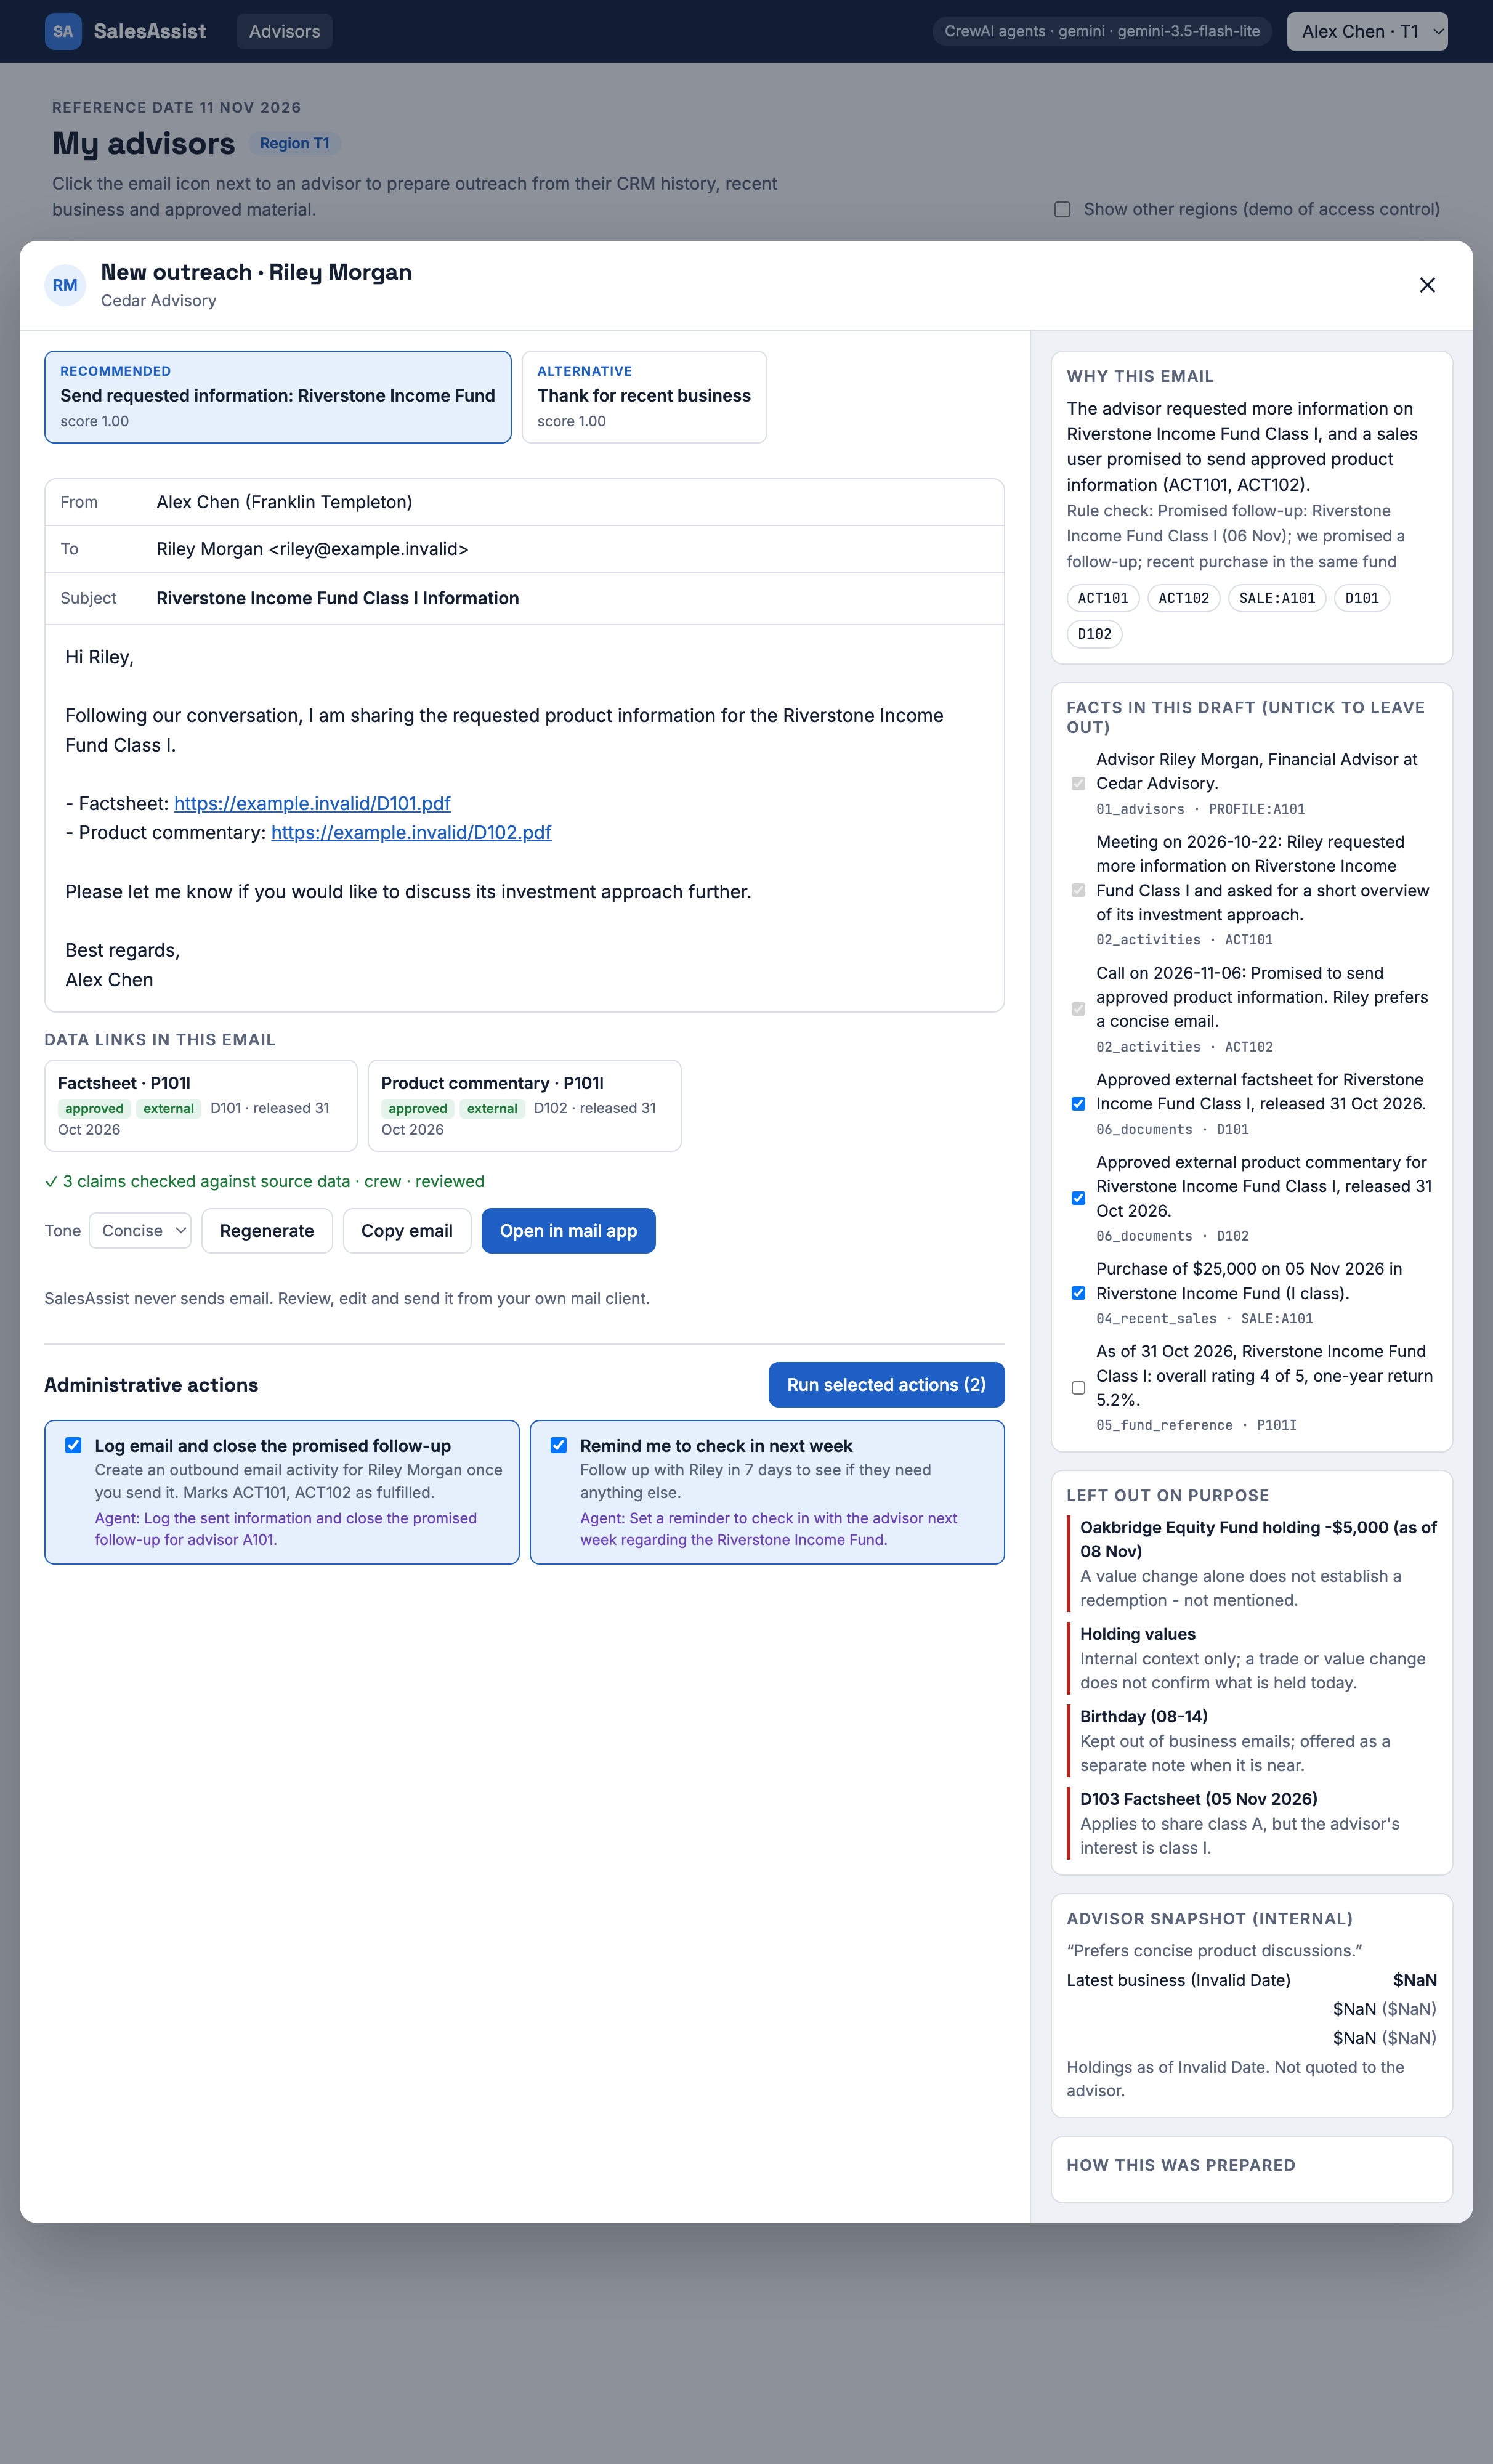 SA SalesAssist Advisors CrewAI agents · gemini · gemini-3.5-flash-lite Alex Chen · T1
REFERENCE DATE 11 NOV 2026
My advisors Region T1
Click the email icon next to an advisor to prepare outreach from their CRM history, recent
business and approved material.
Show other regions (demo of access control)
RM
New outreach · Riley Morgan
Cedar Advisory
RECOMMENDED
Send requested information: Riverstone Income Fund
score 1.00
ALTERNATIVE
Thank for recent business
score 1.00
From Alex Chen (Franklin Templeton)
To Riley Morgan <riley@example.invalid>
Subject Riverstone Income Fund Class I Information
Hi Riley,
Following our conversation, I am sharing the requested product information for the Riverstone Income
Fund Class I.
- Factsheet: https://example.invalid/D101.pdf
- Product commentary: https://example.invalid/D102.pdf
Please let me know if you would like to discuss its investment approach further.
Best regards,
Alex Chen
DATA LINKS IN THIS EMAIL
Factsheet · P101I
approved external D101 · released 31
Oct 2026
Product commentary · P101I
approved external D102 · released 31
Oct 2026
✓ 3 claims checked against source data · crew · reviewed
Tone Concise Regenerate Copy email Open in mail app
SalesAssist never sends email. Review, edit and send it from your own mail client.
Administrative actions
Run selected actions (2)
Log email and close the promised follow-up
Create an outbound email activity for Riley Morgan once
you send it. Marks ACT101, ACT102 as fulfilled.
Agent: Log the sent information and close the promised
follow-up for advisor A101.
Remind me to check in next week
Follow up with Riley in 7 days to see if they need
anything else.
Agent: Set a reminder to check in with the advisor next
week regarding the Riverstone Income Fund.
WHY THIS EMAIL
The advisor requested more information on
Riverstone Income Fund Class I, and a sales
user promised to send approved product
information (ACT101, ACT102).
Rule check: Promised follow-up: Riverstone
Income Fund Class I (06 Nov); we promised a
follow-up; recent purchase in the same fund
ACT101 ACT102 SALE:A101 D101
D102
FACTS IN THIS DRAFT (UNTICK TO LEAVE
OUT)
Advisor Riley Morgan, Financial Advisor at
Cedar Advisory.
01_advisors · PROFILE:A101
Meeting on 2026-10-22: Riley requested
more information on Riverstone Income
Fund Class I and asked for a short overview
of its investment approach.
02_activities · ACT101
Call on 2026-11-06: Promised to send
approved product information. Riley prefers
a concise email.
02_activities · ACT102
Approved external factsheet for Riverstone
Income Fund Class I, released 31 Oct 2026.
06_documents · D101
Approved external product commentary for
Riverstone Income Fund Class I, released 31
Oct 2026.
06_documents · D102
Purchase of $25,000 on 05 Nov 2026 in
Riverstone Income Fund (I class).
04_recent_sales · SALE:A101
As of 31 Oct 2026, Riverstone Income Fund
Class I: overall rating 4 of 5, one-year return
5.2%.
05_fund_reference · P101I
LEFT OUT ON PURPOSE
Oakbridge Equity Fund holding -$5,000 (as of
08 Nov)
A value change alone does not establish a
redemption - not mentioned.
Holding values
Internal context only; a trade or value change
does not confirm what is held today.
Birthday (08-14)
Kept out of business emails; offered as a
separate note when it is near.
D103 Factsheet (05 Nov 2026)
Applies to share class A, but the advisor's
interest is class I.
ADVISOR SNAPSHOT (INTERNAL)
“Prefers concise product discussions.”
Latest business (Invalid Date) $NaN
$NaN ($NaN)
$NaN ($NaN)
Holdings as of Invalid Date. Not quoted to the
advisor.
HOW THIS WAS PREPARED